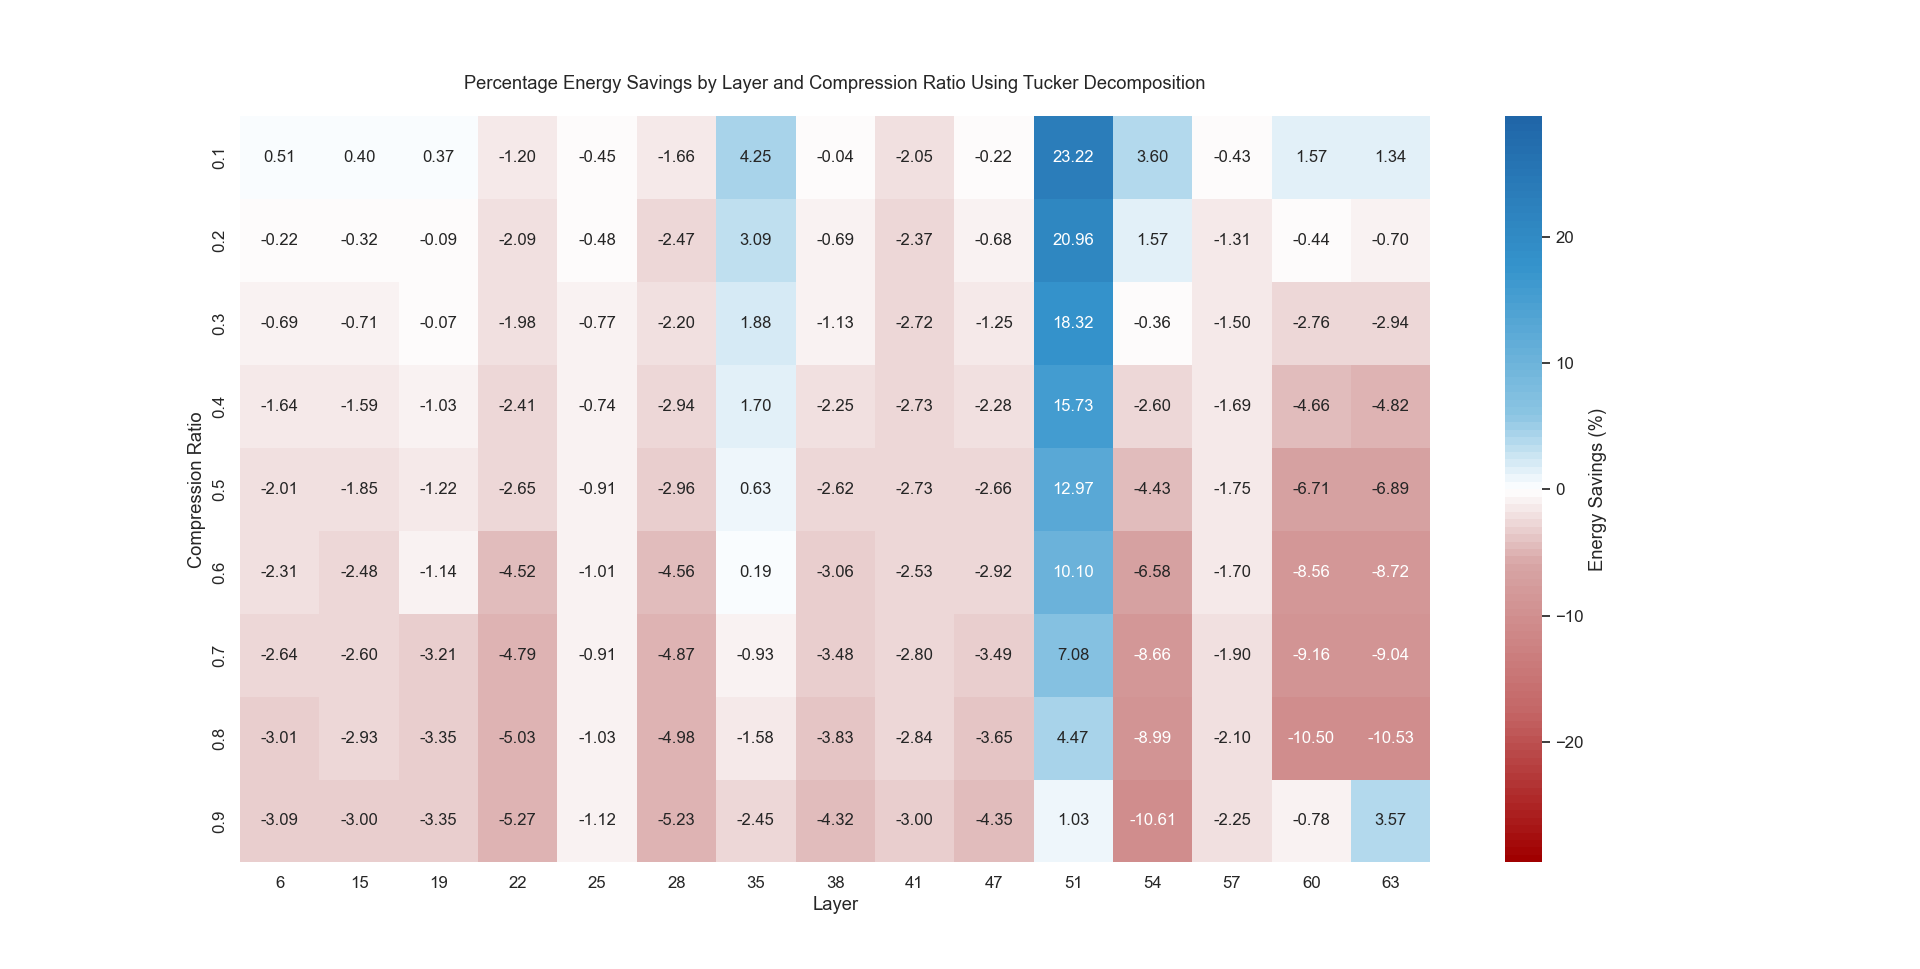 Percentage Energy Savings by Layer and Compression Ratio Using Tucker Decomposition
Compression Ratio
0.1 0.51 0.40 0.37 -1.20 -0.45 -1.66 4.25 -0.04 -2.05 -0.22 23.22 3.60 -0.43 1.57 1.34
0.2 -0.22 -0.32 -0.09 -2.09 -0.48 -2.47 3.09 -0.69 -2.37 -0.68 20.96 1.57 -1.31 -0.44 -0.70
0.3 -0.69 -0.71 -0.07 -1.98 -0.77 -2.20 1.88 -1.13 -2.72 -1.25 18.32 -0.36 -1.50 -2.76 -2.94
0.4 -1.64 -1.59 -1.03 -2.41 -0.74 -2.94 1.70 -2.25 -2.73 -2.28 15.73 -2.60 -1.69 -4.66 -4.82
0.5 -2.01 -1.85 -1.22 -2.65 -0.91 -2.96 0.63 -2.62 -2.73 -2.66 12.97 -4.43 -1.75 -6.71 -6.89
0.6 -2.31 -2.48 -1.14 -4.52 -1.01 -4.56 0.19 -3.06 -2.53 -2.92 10.10 -6.58 -1.70 -8.56 -8.72
0.7 -2.64 -2.60 -3.21 -4.79 -0.91 -4.87 -0.93 -3.48 -2.80 -3.49 7.08 -8.66 -1.90 -9.16 -9.04
0.8 -3.01 -2.93 -3.35 -5.03 -1.03 -4.98 -1.58 -3.83 -2.84 -3.65 4.47 -8.99 -2.10 -10.50 -10.53
0.9 -3.09 -3.00 -3.35 -5.27 -1.12 -5.23 -2.45 -4.32 -3.00 -4.35 1.03 -10.61 -2.25 -0.78 3.57
6 15 19 22 25 28 35 38 41 47 51 54 57 60 63
Layer
20
10
0
−10
−20
Energy Savings (%)